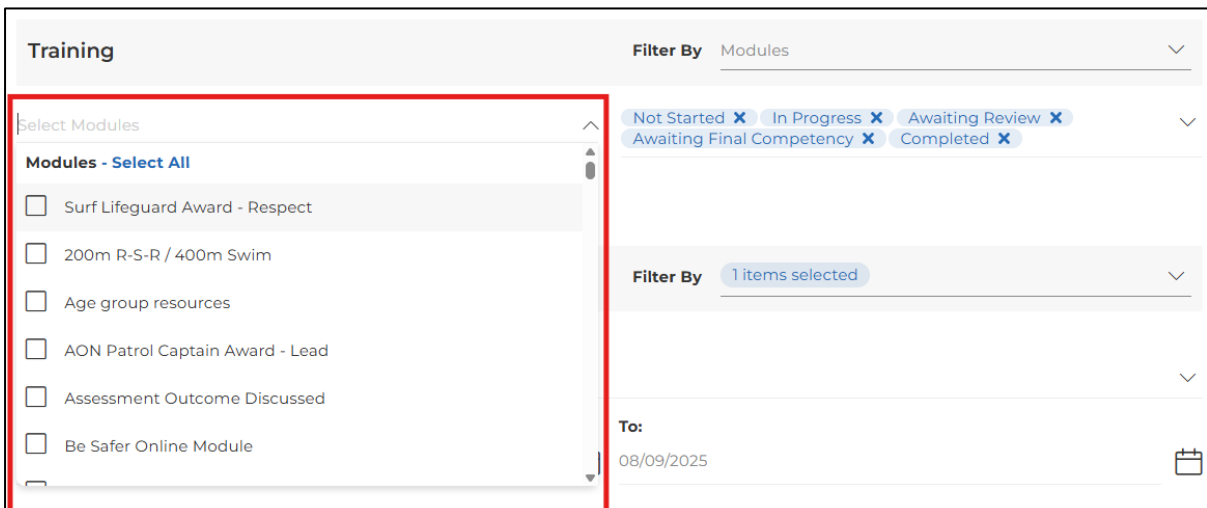 Training
Filter By Modules
Select Modules
Not Started In Progress Awaiting Review
Awaiting Final Competency Completed
Modules - Select All
Surf Lifeguard Award - Respect
200m R-S-R / 400m Swim
Age group resources
AON Patrol Captain Award - Lead
Assessment Outcome Discussed
Be Safer Online Module
Filter By 1 items selected
To:
08/09/2025